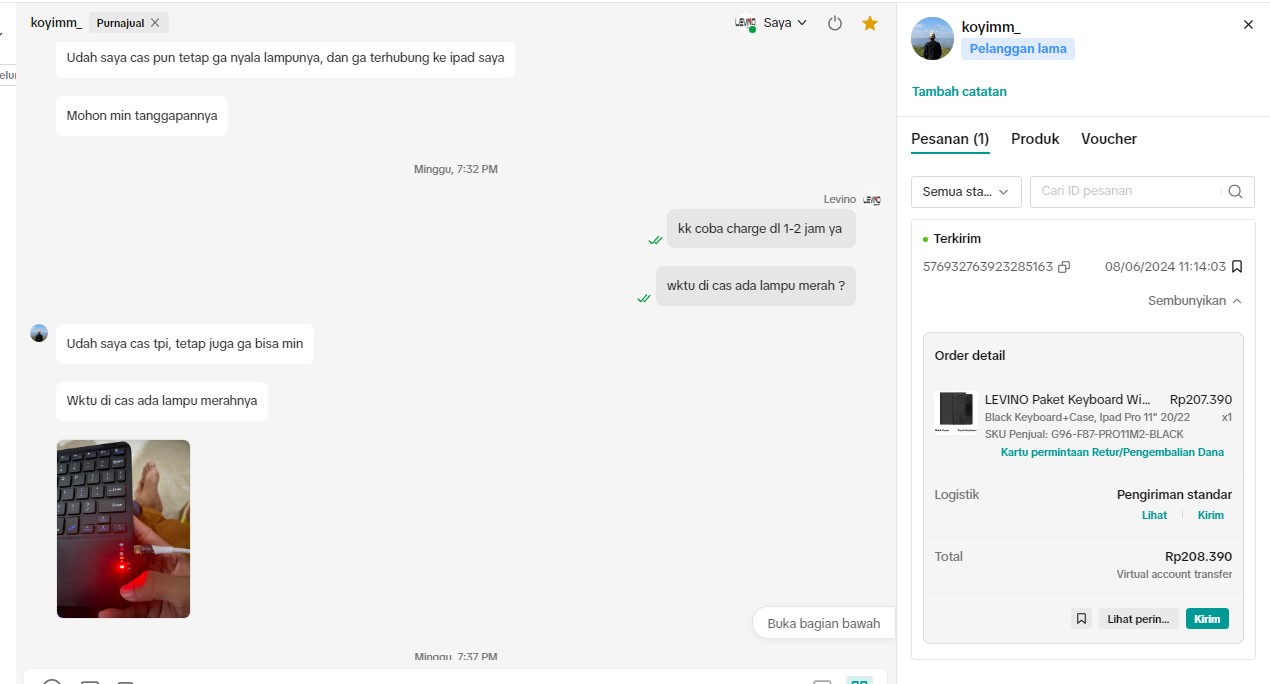 koyimm_ Purnajual
LEVINO Saya
elur
Udah saya cas pun tetap ga nyala lampunya, dan ga terhubung ke ipad saya
Mohon min tanggapannya
Minggu, 7:32 PM
Levino LEVINO
kk coba charge dl 1-2 jam ya
wktu di cas ada lampu merah ?
Udah saya cas tpi, tetap juga ga bisa min
Wktu di cas ada lampu merahnya
Buka bagian bawah
Minggu, 7:37 PM
koyimm_
Pelanggan lama
Tambah catatan
Pesanan (1) Produk Voucher
Semua sta... Cari ID pesanan
Terkirim
576932763923285163 08/06/2024 11:14:03
Sembunyikan
Order detail
LEVINO Paket Keyboard Wi... Rp207.390
Black Keyboard+Case, Ipad Pro 11" 20/22 x1
SKU Penjual: G96-F87-PRO11M2-BLACK
Kartu permintaan Retur/Pengembalian Dana
Logistik Pengiriman standar
Lihat Kirim
Total Rp208.390
Virtual account transfer
Lihat perin... Kirim